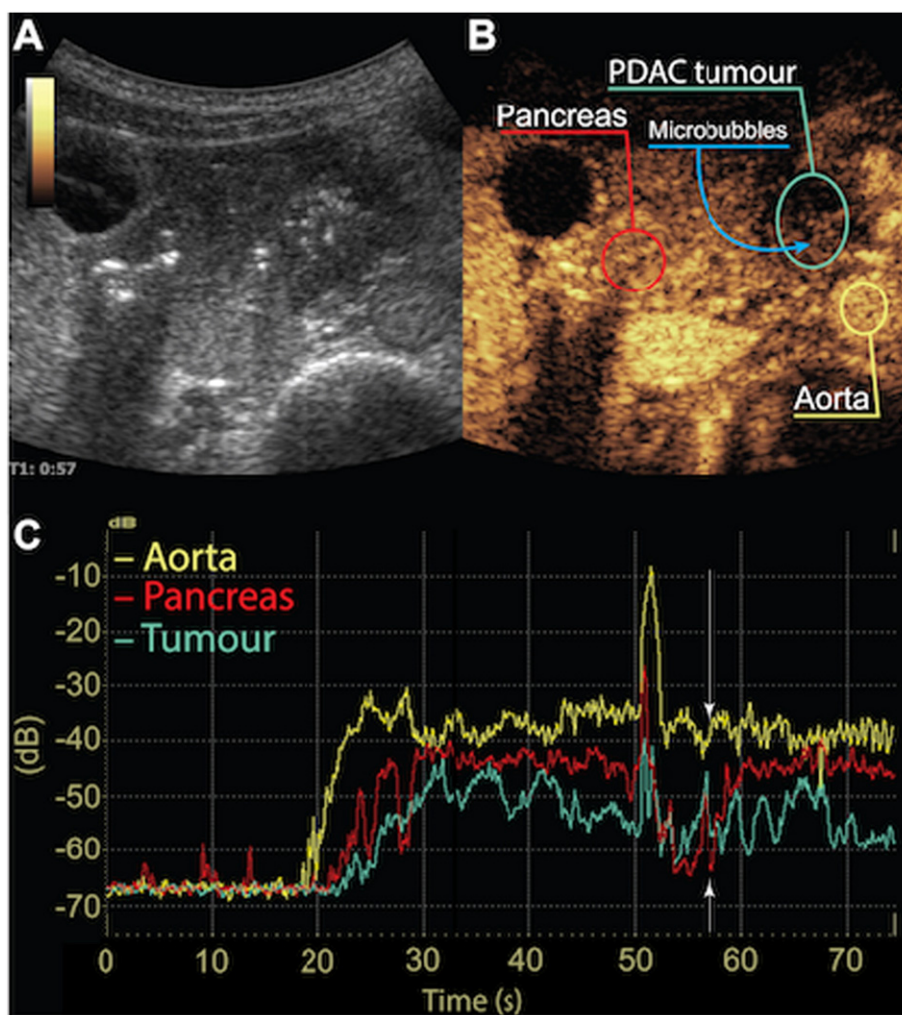 A
B
PDAC tumour
Pancreas
Microbubbles
Aorta
T1: 0:57
C
dB
Aorta
Pancreas
Tumour
-10
-20
-30
-40
-50
-60
-70
(dB)
0 10 20 30 40 50 60 70
Time (s)